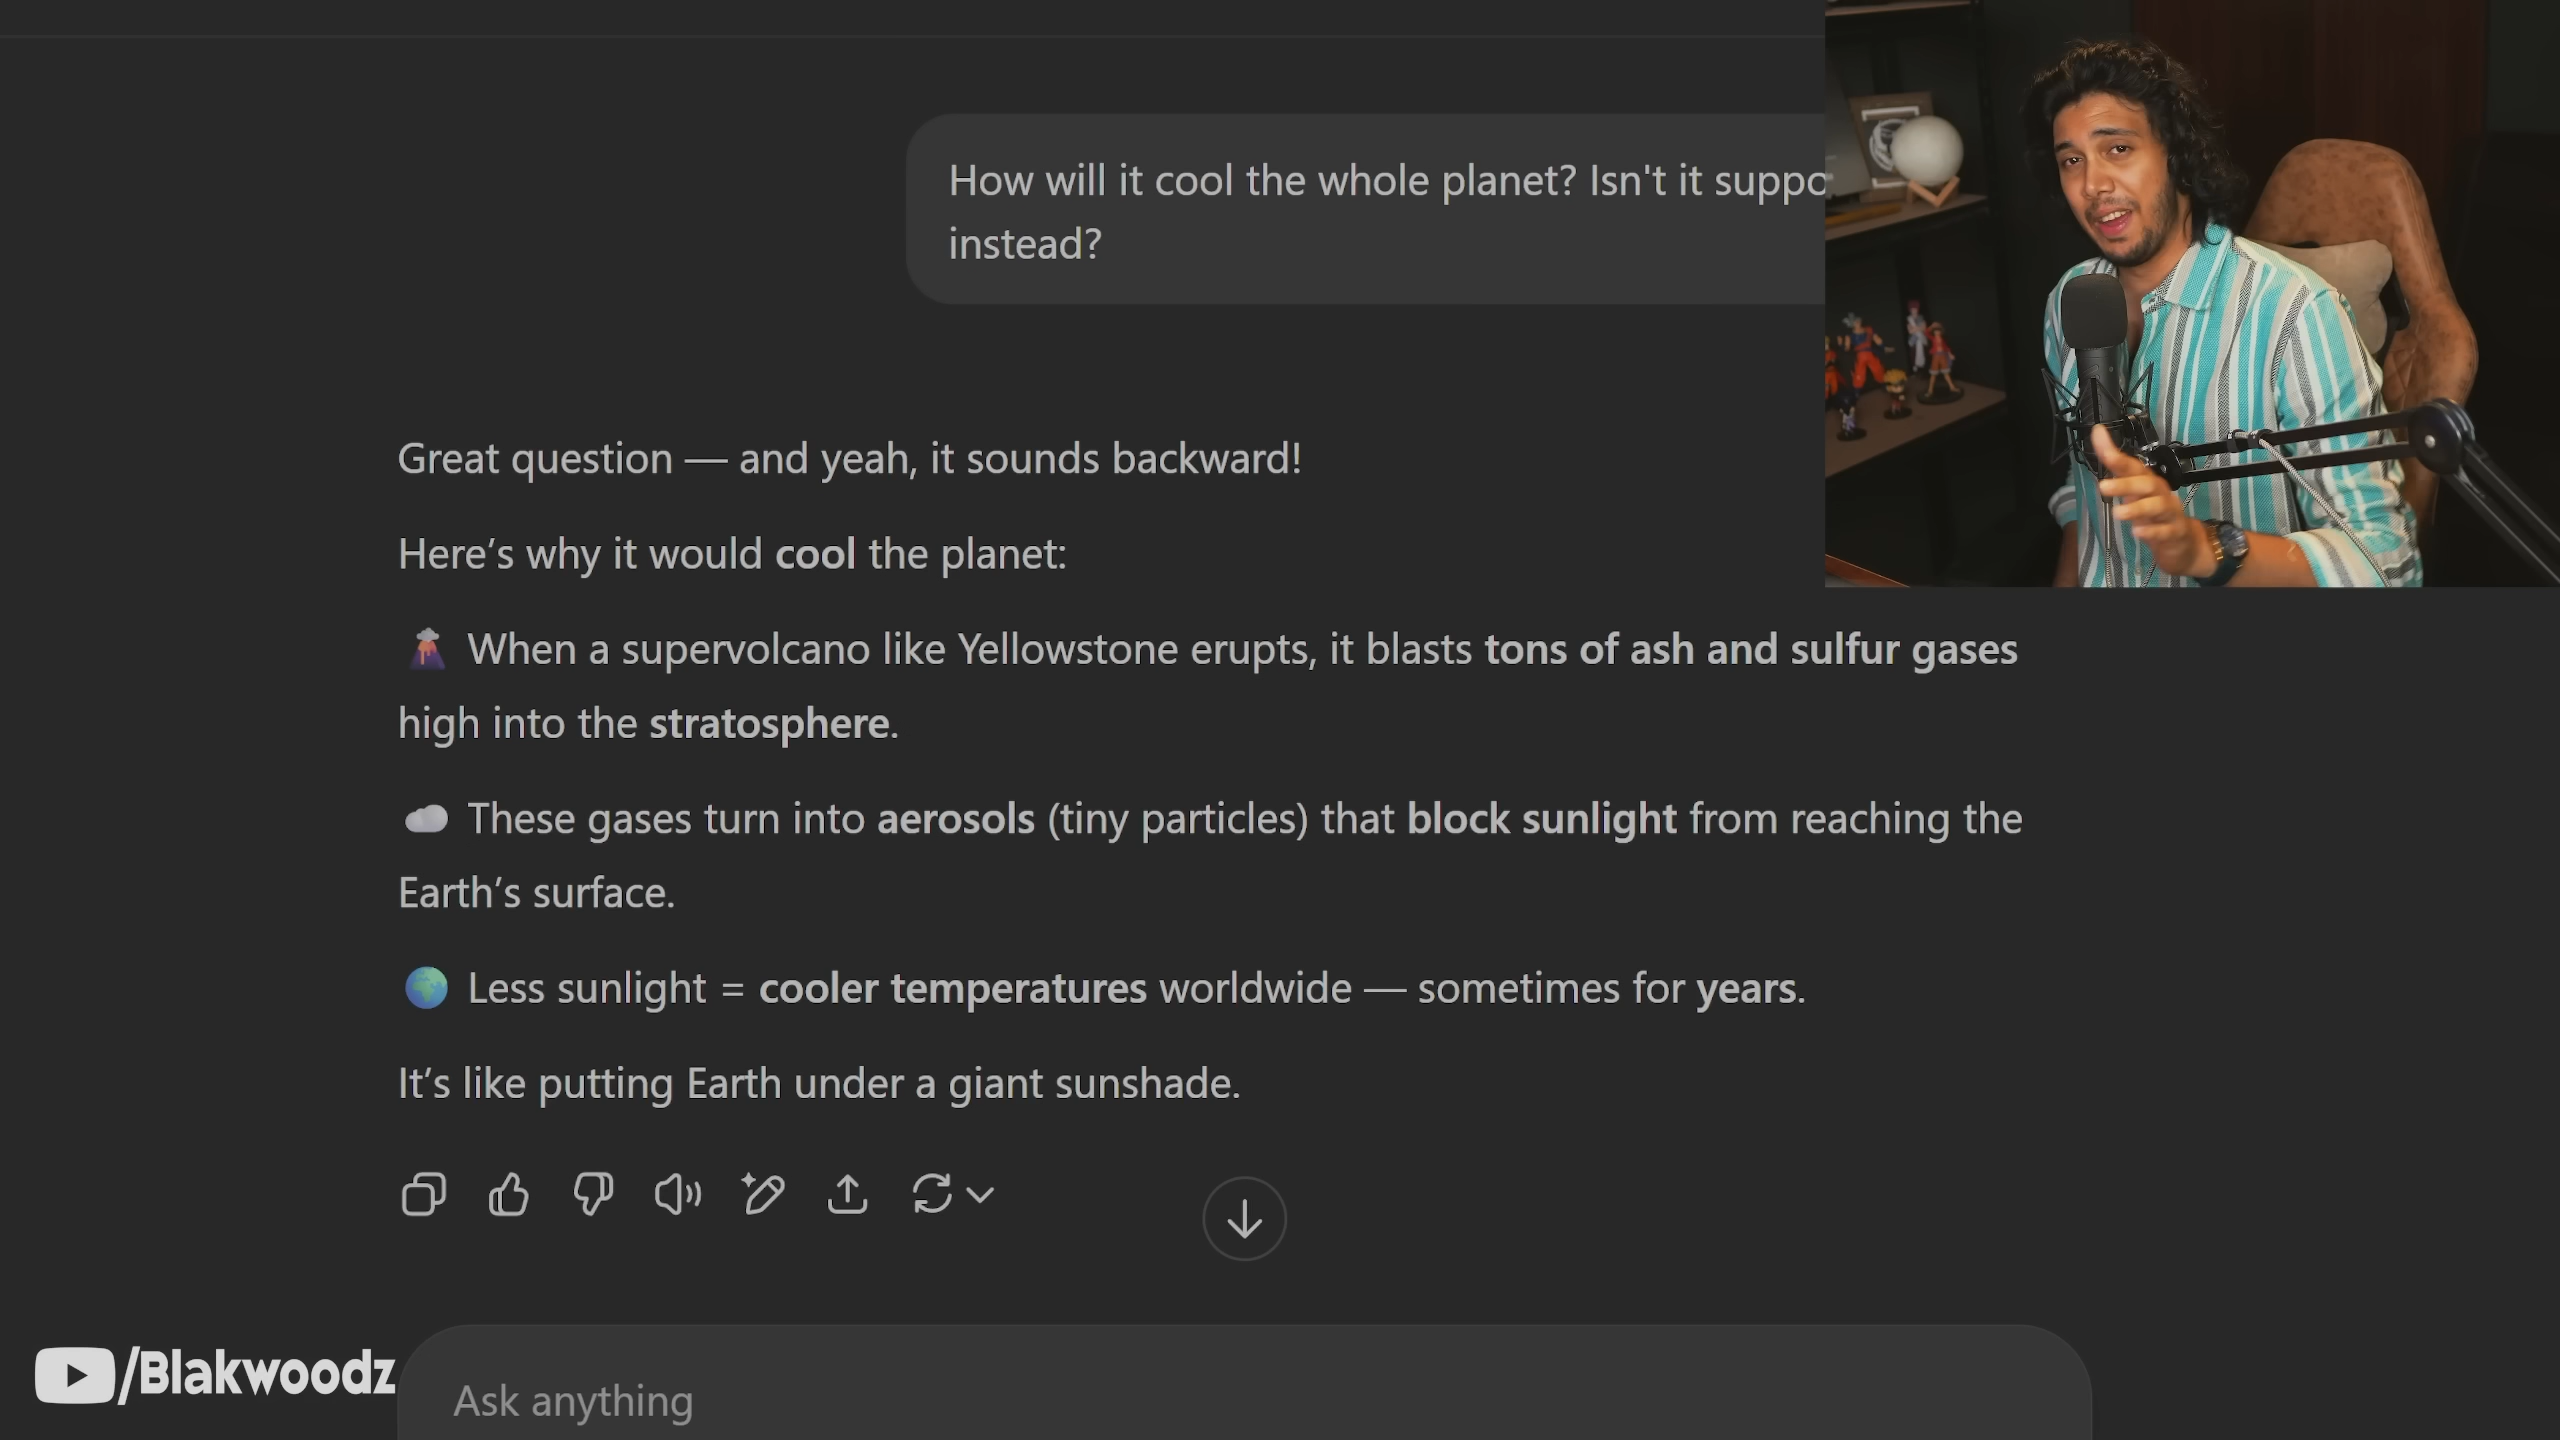 How will it cool the whole planet? Isn't it
instead?
Great question — and yeah, it sounds backward!
Here’s why it would cool the planet:
🌋 When a supervolcano like Yellowstone erupts, it blasts tons of ash and sulfur gases
high into the stratosphere.
☁️ These gases turn into aerosols (tiny particles) that block sunlight from reaching the
Earth’s surface.
🌍 Less sunlight = cooler temperatures worldwide — sometimes for years.
It’s like putting Earth under a giant sunshade.
/Blakwoodz
Ask anything